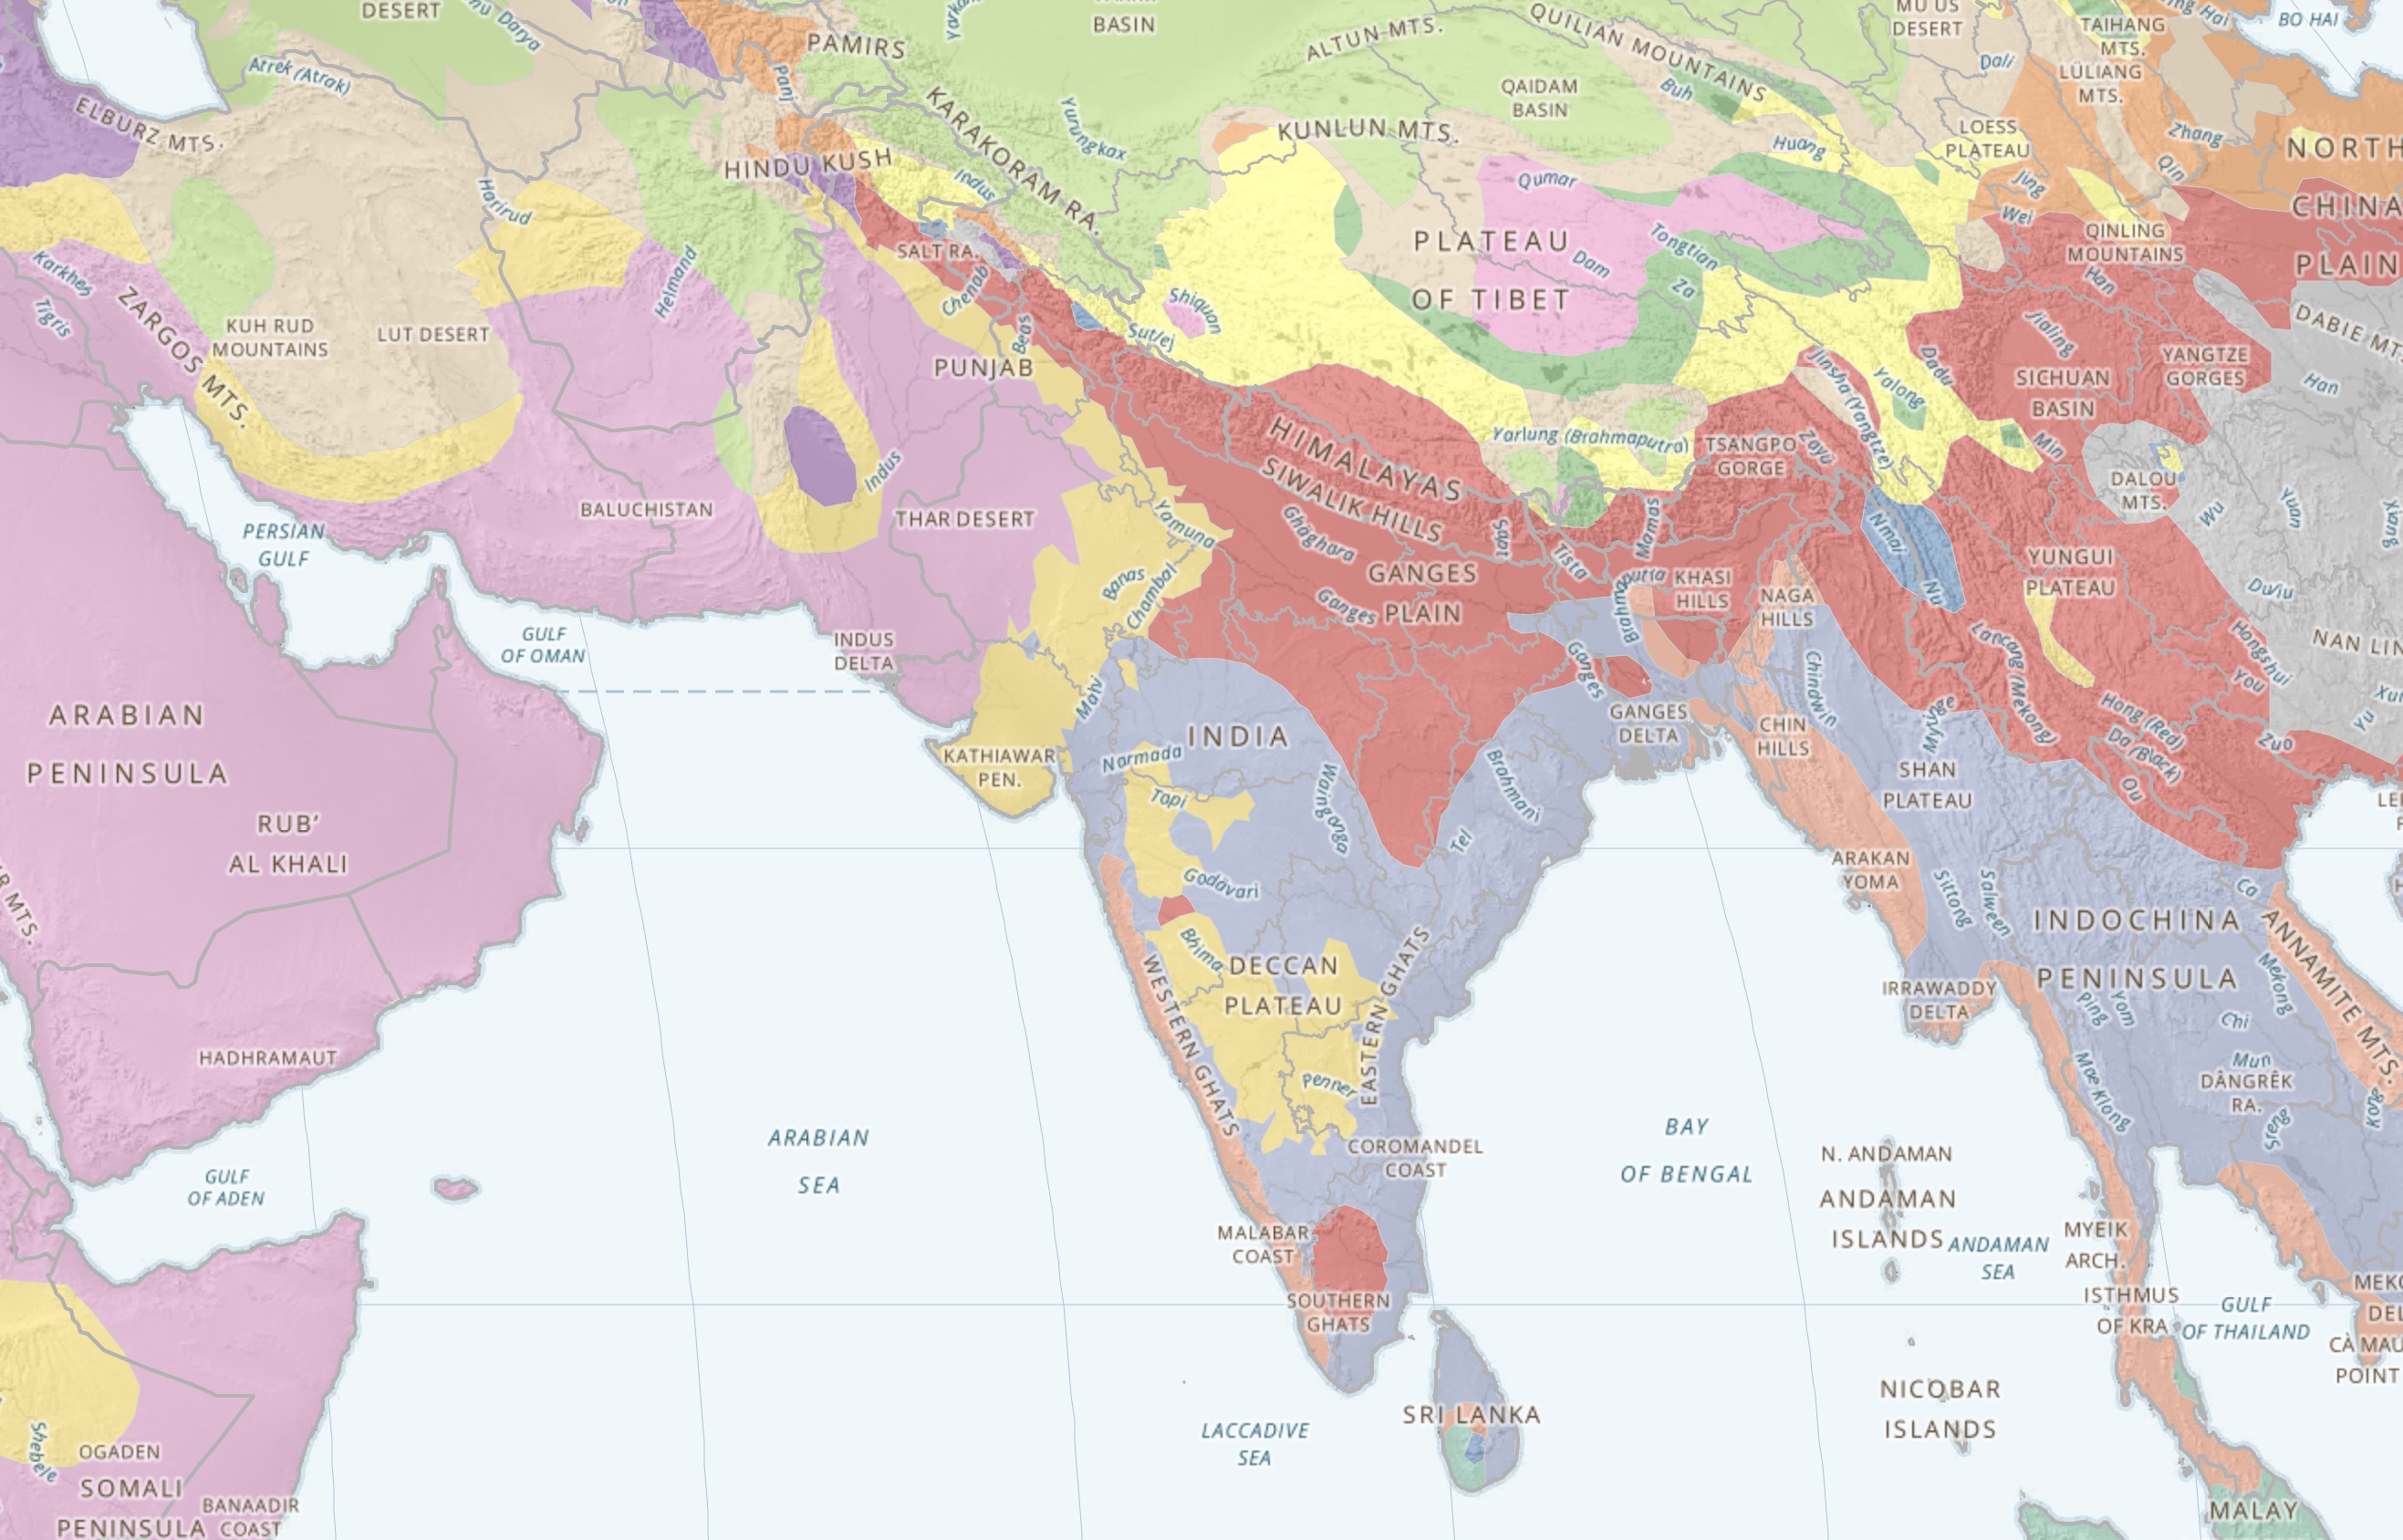 DESERT
Darya
PAMIRS
BASIN
ALTUN MTS.
QUILIAN MOUNTAINS
MU US
DESERT
TAIHANG
MTS.
BO HAI
Atrek (Atrak)
ELBURZ MTS.
Panj
KARAKORAM RA.
Yurungkax
QAIDAM
BASIN
Buh
Dali
LÜLIANG
MTS.
KUNLUN MTS.
Huang
LOESS
PLATEAU
Zhang
NORTH
CHINA
PLAIN
HINDU KUSH
Indus
Harirud
Qumar
Jing
Qin
Wei
QINLING
MOUNTAINS
Karkheh
Tigris
ZARGOS MTS.
Helmand
SALT RA.
Chenab
Beas
PLATEAU
OF TIBET
Dam
Tongtian
Za
Han
DABIE MT
KUH RUD
MOUNTAINS
LUT DESERT
Shiquan
Sutlej
PUNJAB
Jinsha (Yangtze)
Yalong
Dadu
Jialing
SICHUAN
BASIN
YANGTZE
GORGES
Han
HIMALAYAS
SIWALIK HILLS
Yarlung (Brahmaputra)
TSANGPO
GORGE
Zayü
Min
DALOU
MTS.
Wu
Yuan
Xiang
PERSIAN
GULF
BALUCHISTAN
Indus
THAR DESERT
Yamuna
Ghaghara
Sapt
Manas
Nmai
Nu
YUNGUI
PLATEAU
Banas
Chambal
GANGES
PLAIN
Ganges
Tista
KHASI
HILLS
NAGA
HILLS
Duliu
Hongshui
NAN LIN
GULF
OF OMAN
INDUS
DELTA
Mahi
Ganges
Chindwin
Lancang (Mekong)
You
Xun
Yu
ARABIAN
PENINSULA
KATHIAWAR
PEN.
INDIA
Narmada
GANGES
DELTA
CHIN
HILLS
Myitnge
Hong (Red)
Da (Black)
Zuo
Ou
RUB’
AL KHALI
Tapi
Wainganga
Brahmani
Tel
SHAN
PLATEAU
Godavari
ARAKAN
YOMA
Sittong
Salween
Ca
INDOCHINA
PENINSULA
ANNAMITE MTS.
Bhima
DECCAN
PLATEAU
WESTERN GHATS
EASTERN GHATS
IRRAWADDY
DELTA
Ping
Yom
Mekong
Chi
HADHRAMAUT
Penner
Mae Klong
Mun
DÂNGRÊK
RA.
Sreng
Kong
ARABIAN
SEA
COROMANDEL
COAST
BAY
OF BENGAL
N. ANDAMAN
ANDAMAN
ISLANDS
GULF
OF ADEN
MALABAR
COAST
ANDAMAN
SEA
MYEIK
ARCH.
SOUTHERN
GHATS
ISTHMUS
OF KRA
GULF
OF THAILAND
CÀ MAU
POINT
NICOBAR
ISLANDS
SRI LANKA
LACCADIVE
SEA
Shebele
OGADEN
SOMALI
PENINSULA
BANAADIR
COAST
MALAY